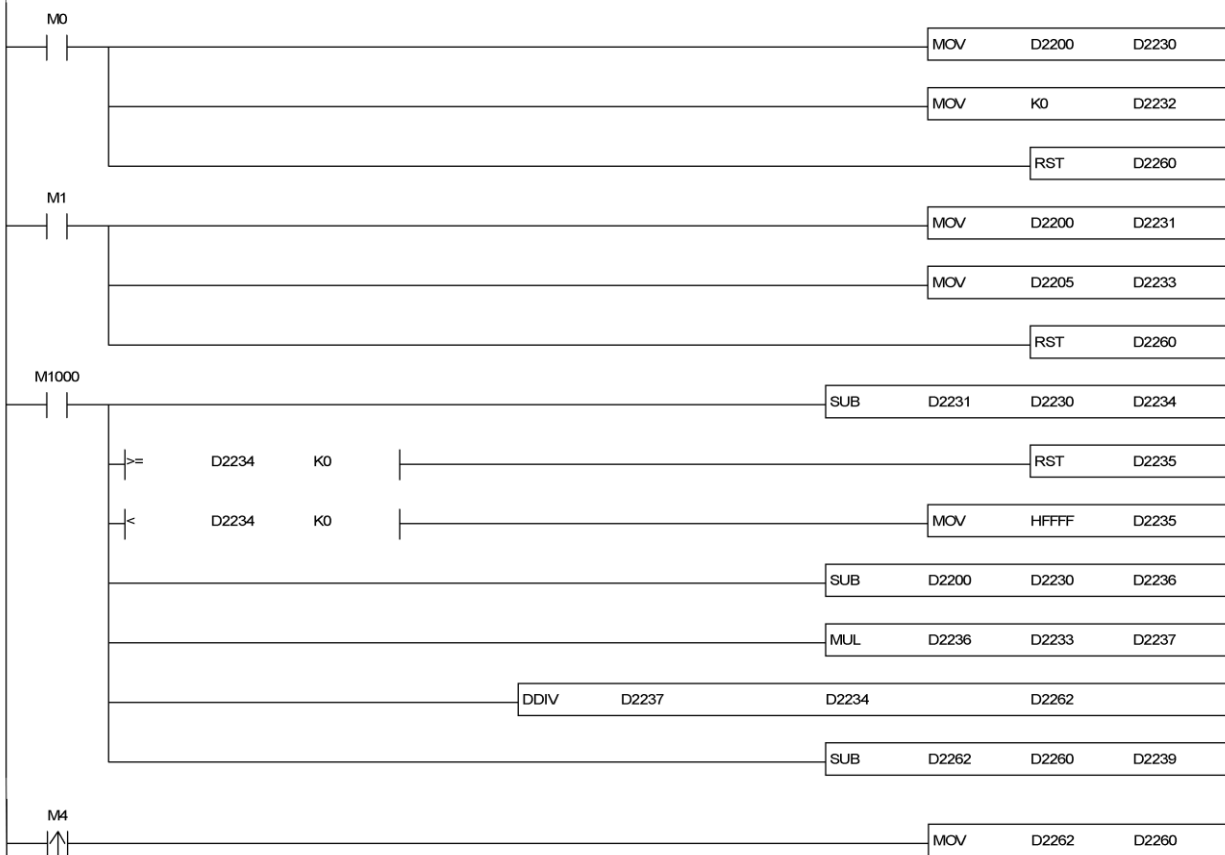 M0
MOV D2200 D2230
MOV K0 D2232
RST D2260
M1
MOV D2200 D2231
MOV D2205 D2233
RST D2260
M1000
SUB D2231 D2230 D2234
>= D2234 K0 RST D2235
< D2234 K0 MOV HFFFF D2235
SUB D2200 D2230 D2236
MUL D2236 D2233 D2237
DDIV D2237 D2234 D2262
SUB D2262 D2260 D2239
M4
MOV D2262 D2260